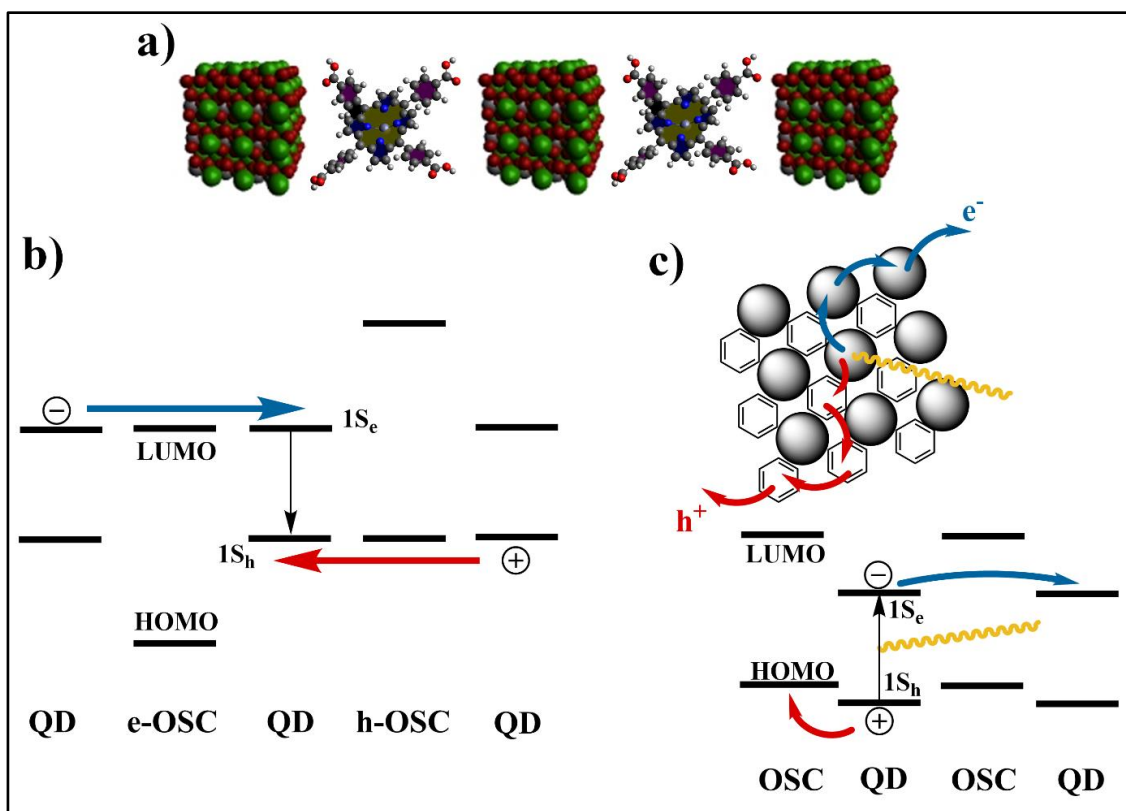 a)
b)
−
1Sₑ
LUMO
1Sₕ
+
HOMO
QD e-OSC QD h-OSC QD
c)
e⁻
h⁺
LUMO
−
1Sₑ
HOMO
1Sₕ
+
OSC QD OSC QD